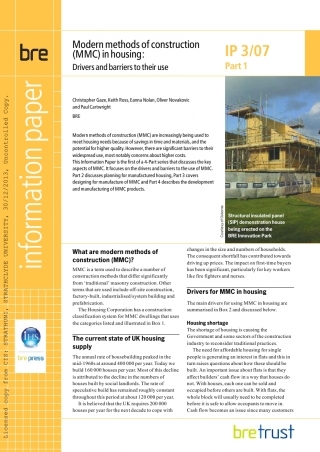 bre
Modern methods of construction
(MMC) in housing:
Drivers and barriers to their use
IP 3/07
Part 1
Christopher Gaze, Keith Ross, Eamna Nolan, Oliver Novakovic
and Paul Cartwright
BRE
Modern methods of construction (MMC) are increasingly being used to
meet housing needs because of savings in time and materials, and the
potential for higher quality. However, there are significant barriers to their
widespread use, most notably concerns about higher costs.
This Information Paper is the first of a 4-Part series that discusses the key
aspects of MMC. It focuses on the drivers and barriers to the use of MMC.
Part 2 discusses planning for manufactured housing. Part 3 covers
designing for manufacture of MMC and Part 4 describes the development
and manufacturing of MMC products.
Structural insulated panel
(SIP) demonstration house
being erected on the
BRE Innovation Park.
information paper
Licensed copy from CIS: STRATHUNI, STRATHCLYDE UNIVERSITY, 30/12/2013, Uncontrolled Copy.
IHS
bre press
What are modern methods of
construction (MMC)?
MMC is a term used to describe a number of
construction methods that differ significantly
from 'traditional' masonry construction. Other
terms that are used include off-site construction,
factory-built, industrialised system building and
prefabrication.
The Housing Corporation has a construction
classification system for MMC dwellings that uses
the categories listed and illustrated in Box 1.
The current state of UK housing
supply
The annual rate of housebuilding peaked in the
mid-1960s at around 400 000 per year. Today we
build 160 000 houses per year. Most of this decline
is attributed to the decline in the numbers of
houses built by social landlords. The rate of
speculative build has remained roughly constant
throughout this period at about 120 000 per year.
It is believed that the UK requires 200 000
houses per year for the next decade to cope with
changes in the size and numbers of households.
The consequent shortfall has contributed towards
driving up prices. The impact on first-time buyers
has been significant, particularly for key workers
like fire fighters and nurses.
Drivers for MMC in housing
The main drivers for using MMC in housing are
summarised in Box 2 and discussed below.
Housing shortage
The shortage of housing is causing the
Government and some sectors of the construction
industry to reconsider traditional practices.
The need for affordable housing for single
people is generating an interest in flats and this in
turn raises questions about how these should be
built. An important issue about flats is that they
affect builders' cash flow in a way that houses do
not. With houses, each one can be sold and
occupied before others are built. With flats, the
whole block will usually need to be completed
before it is safe to allow occupants to move in
Cash flow becomes an issue since many customers
bretrust